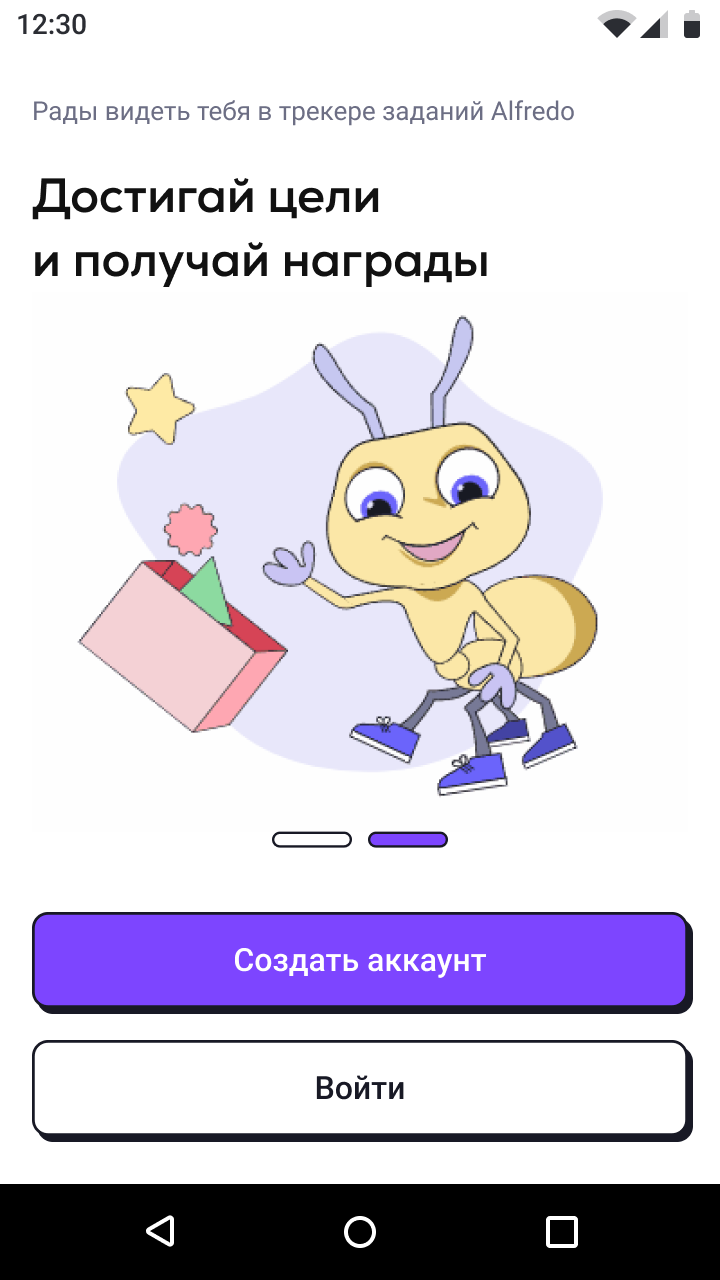 12:30
Рады видеть тебя в трекере заданий Alfredo
Достигай цели
и получай награды
Создать аккаунт
Войти